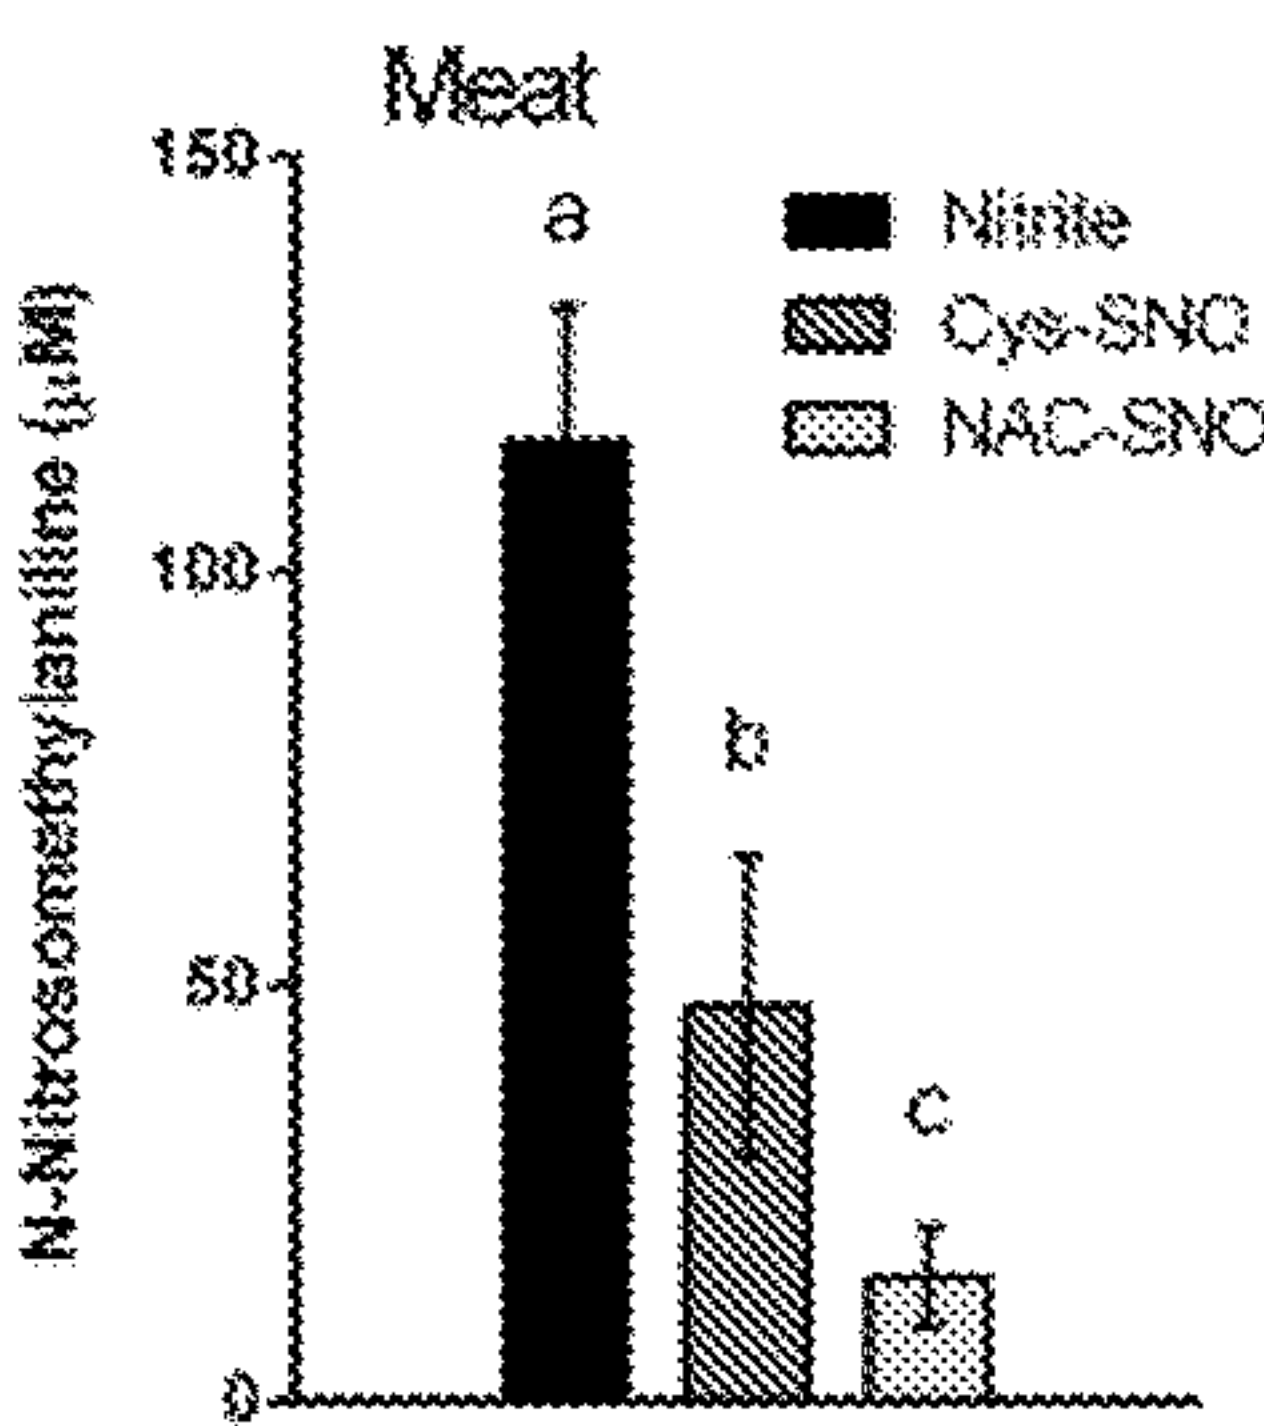 Meat
N-Nitrosomethylaniline (µM)
150
100
50
0
a
b
c
Nitrite
Cys-SNO
NAC-SNO